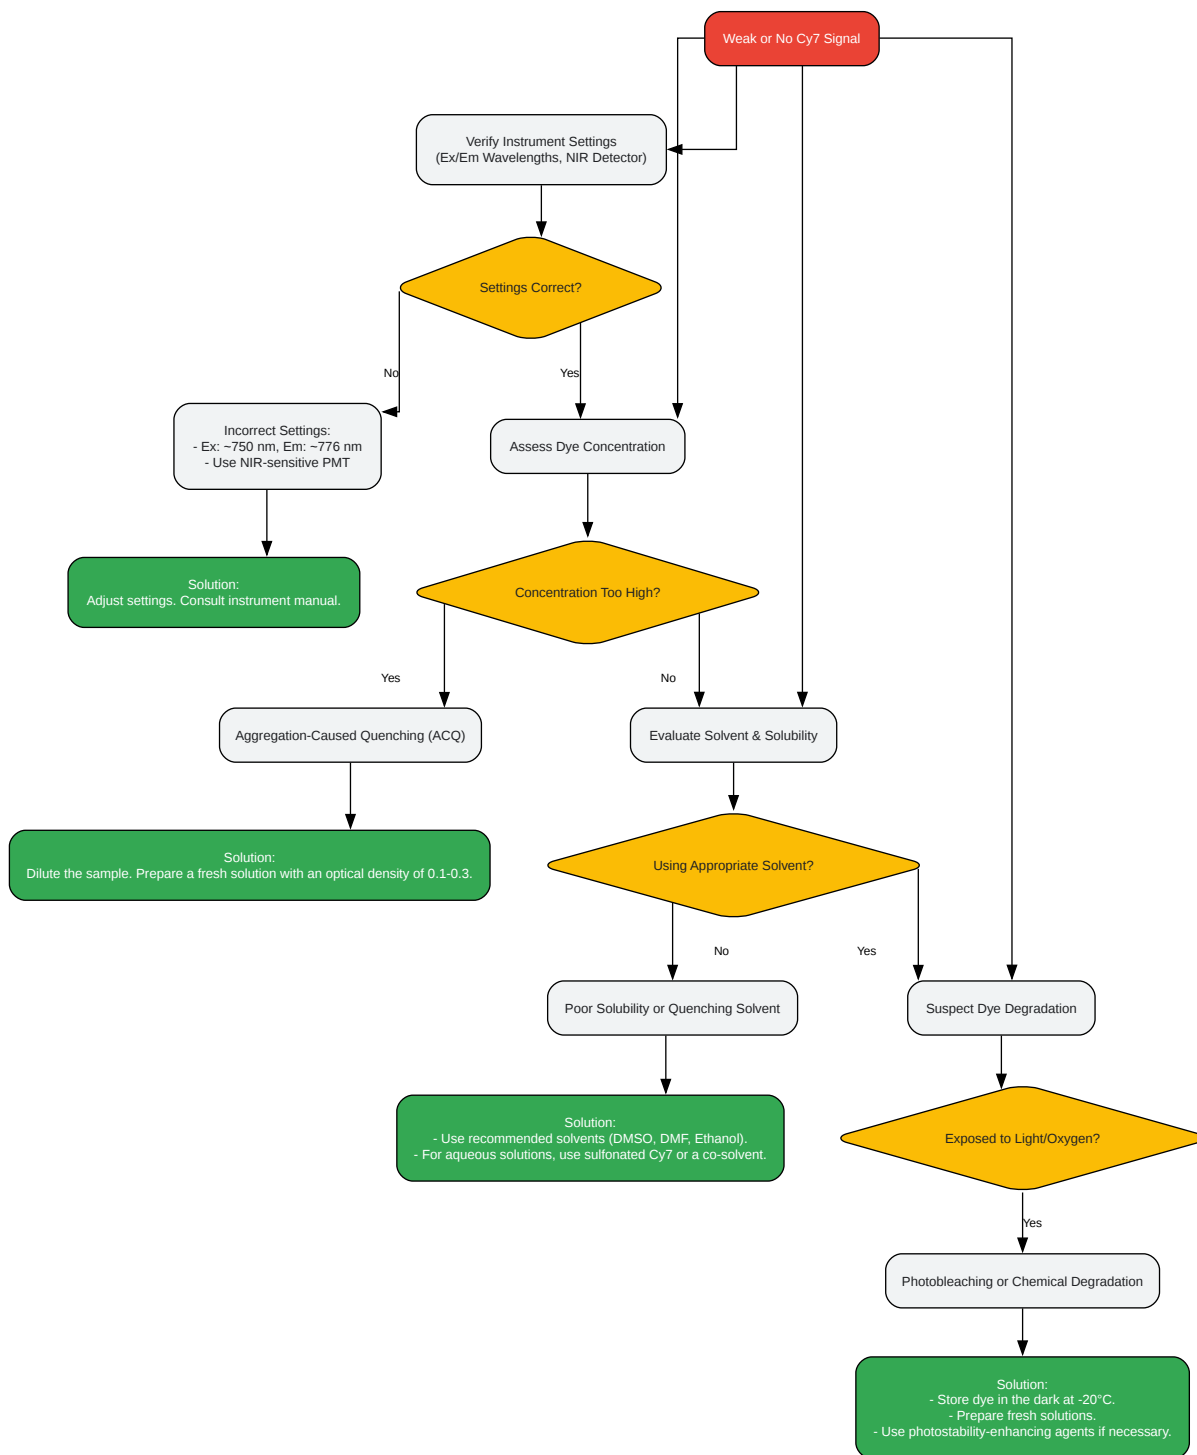 Weak or No Cy7 Signal
Verify Instrument Settings
(Ex/Em Wavelengths, NIR Detector)
Settings Correct?
No
Yes
Incorrect Settings:
- Ex: ~750 nm, Em: ~776 nm
- Use NIR-sensitive PMT
Assess Dye Concentration
Solution:
Adjust settings. Consult instrument manual.
Concentration Too High?
Yes
No
Aggregation-Caused Quenching (ACQ)
Evaluate Solvent & Solubility
Solution:
Dilute the sample. Prepare a fresh solution with an optical density of 0.1-0.3.
Using Appropriate Solvent?
No
Yes
Poor Solubility or Quenching Solvent
Suspect Dye Degradation
Solution:
- Use recommended solvents (DMSO, DMF, Ethanol).
- For aqueous solutions, use sulfonated Cy7 or a co-solvent.
Exposed to Light/Oxygen?
Yes
Photobleaching or Chemical Degradation
Solution:
- Store dye in the dark at -20°C.
- Prepare fresh solutions.
- Use photostability-enhancing agents if necessary.